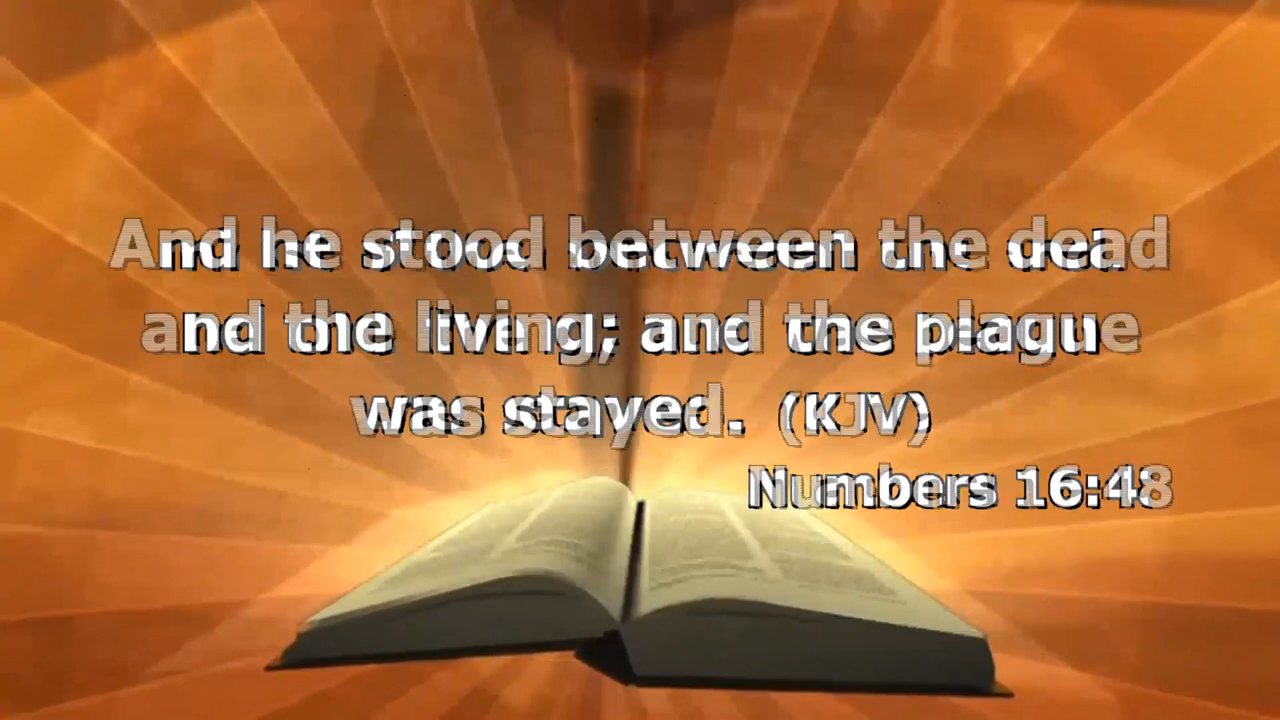 And he stood between the dead
and the living; and the plague
was stayed. (KJV)
Numbers 16:48